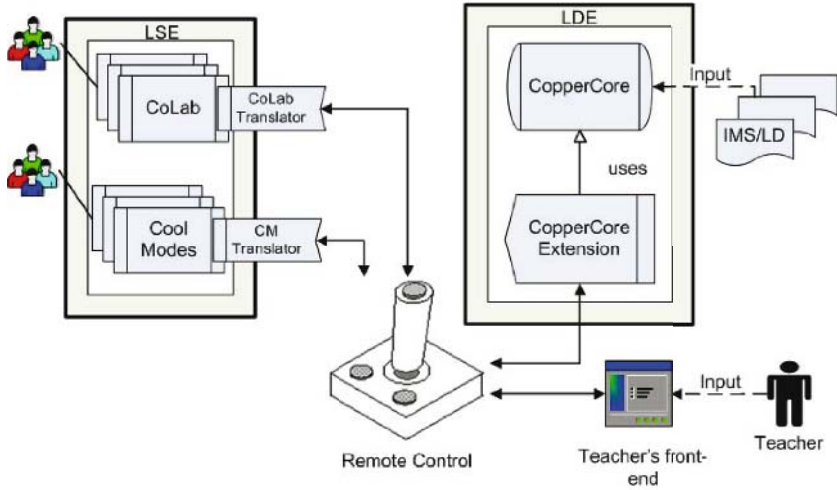 LSE
CoLab
CoLab
Translator
Cool
Modes
CM
Translator
LDE
CopperCore
Input
IMS/LD
uses
CopperCore
Extension
Remote Control
Input
Teacher's front-
end
Teacher